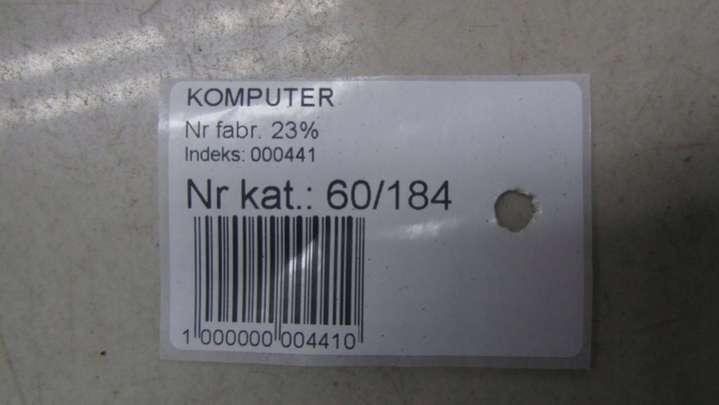 KOMPUTER
Nr fabr. 23%
Indeks: 000441
Nr kat.: 60/184
1 000000 004410